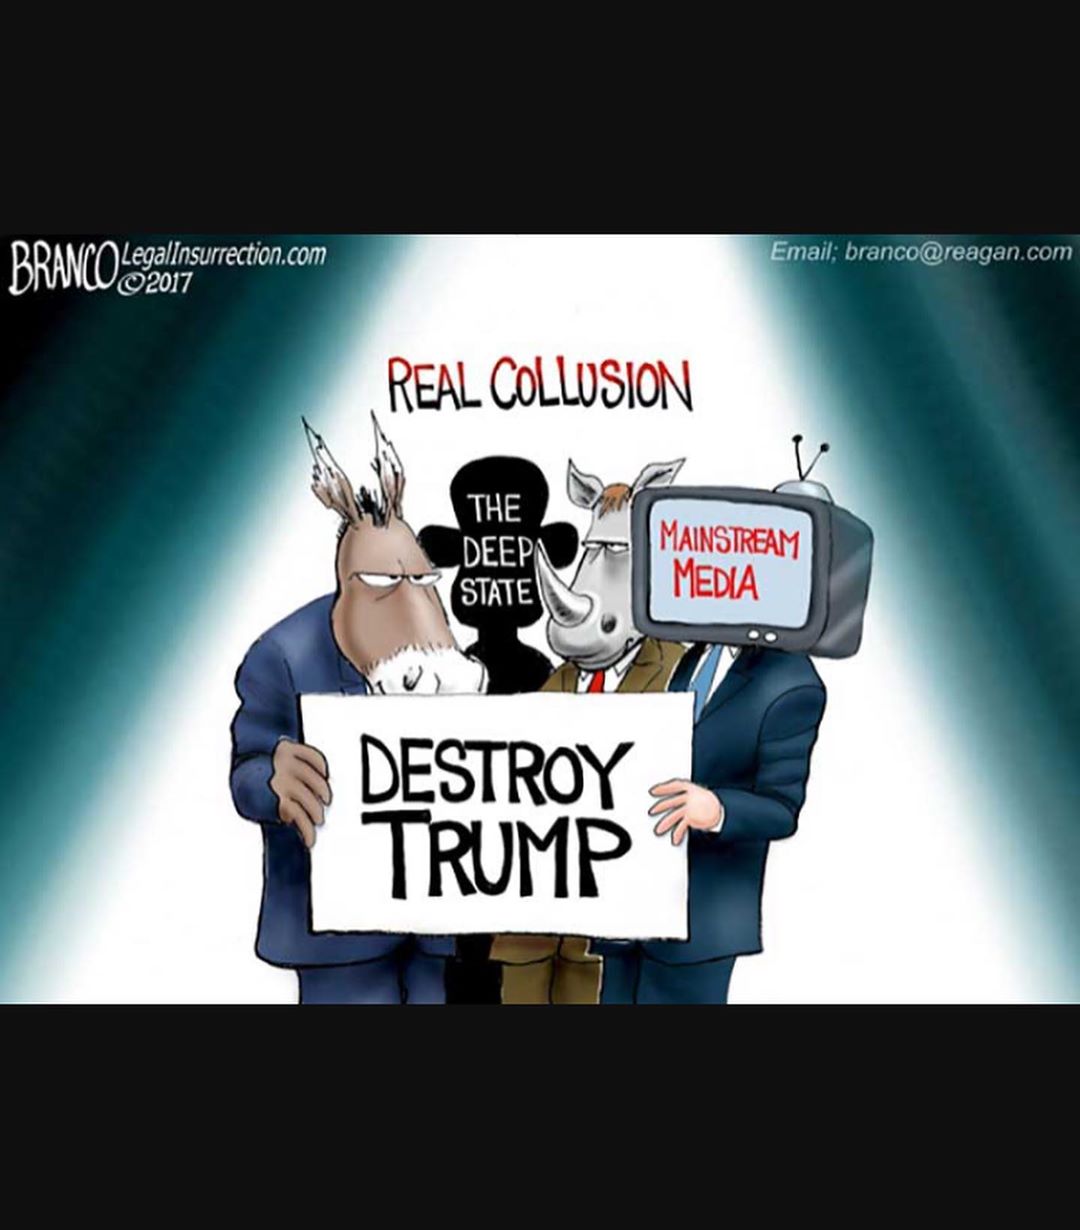 BRANCO LegalInsurrection.com
©2017
Email; branco@reagan.com
REAL COLLUSION
THE
DEEP
STATE
MAINSTREAM
MEDIA
DESTROY
TRUMP